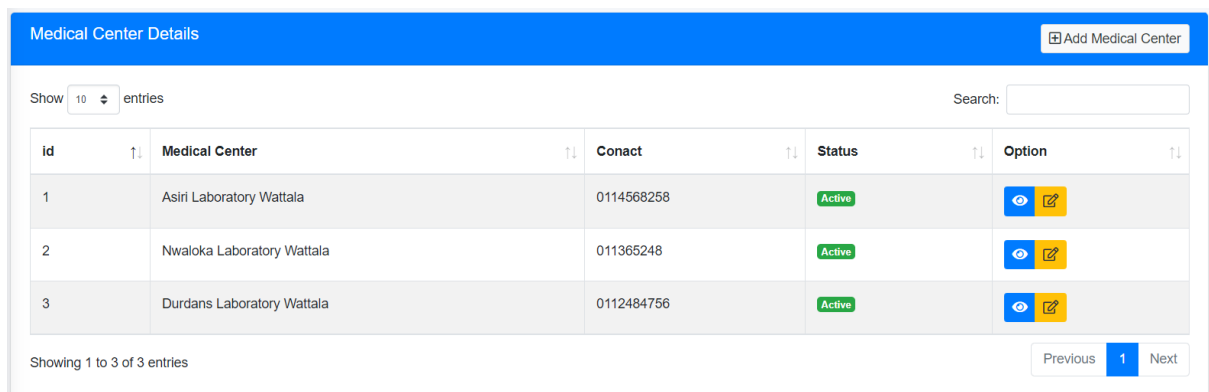 Medical Center Details
Add Medical Center
Show 10 entries
Search:
id Medical Center Conact Status Option
1 Asiri Laboratory Wattala 0114568258 Active
2 Nwaloka Laboratory Wattala 011365248 Active
3 Durdans Laboratory Wattala 0112484756 Active
Showing 1 to 3 of 3 entries
Previous 1 Next